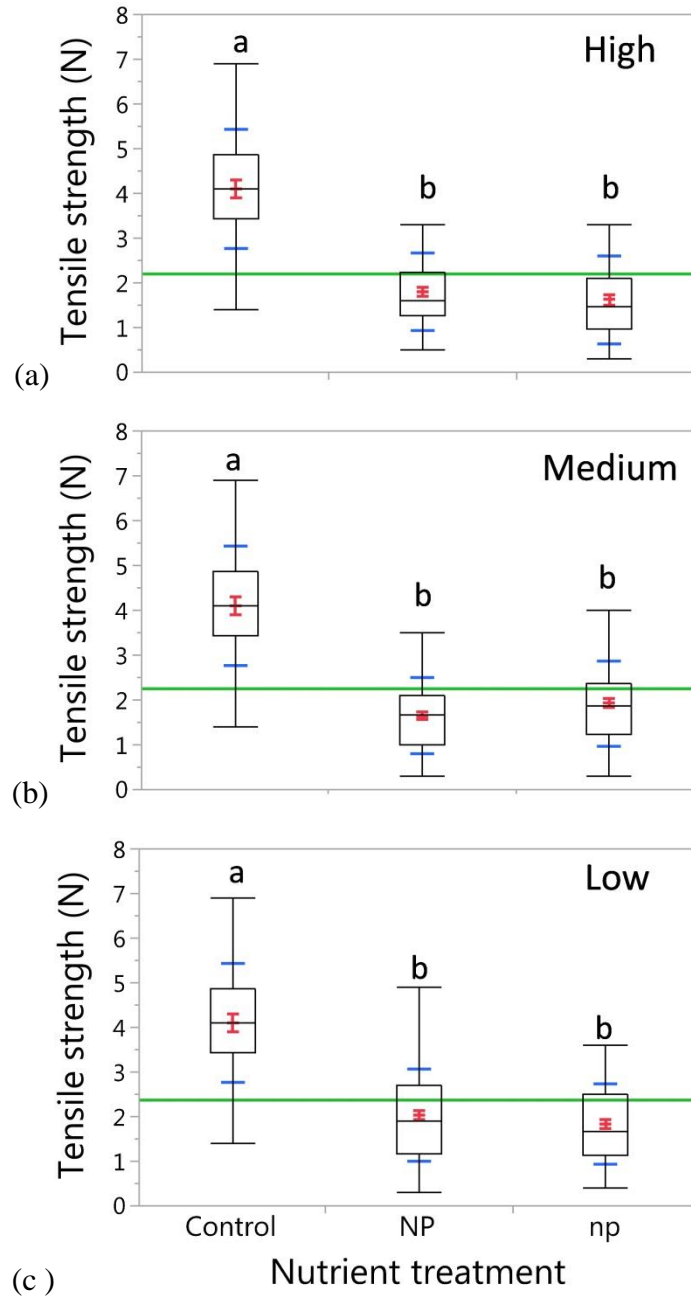 8
a
High
7
6
5
b
b
4
3
2
1
0
Tensile strength (N)
(a)
8
a
Medium
7
6
5
b
b
4
3
2
1
0
Tensile strength (N)
(b)
8
a
Low
7
6
5
b
b
4
3
2
1
0
Tensile strength (N)
Control NP np
(c ) Nutrient treatment